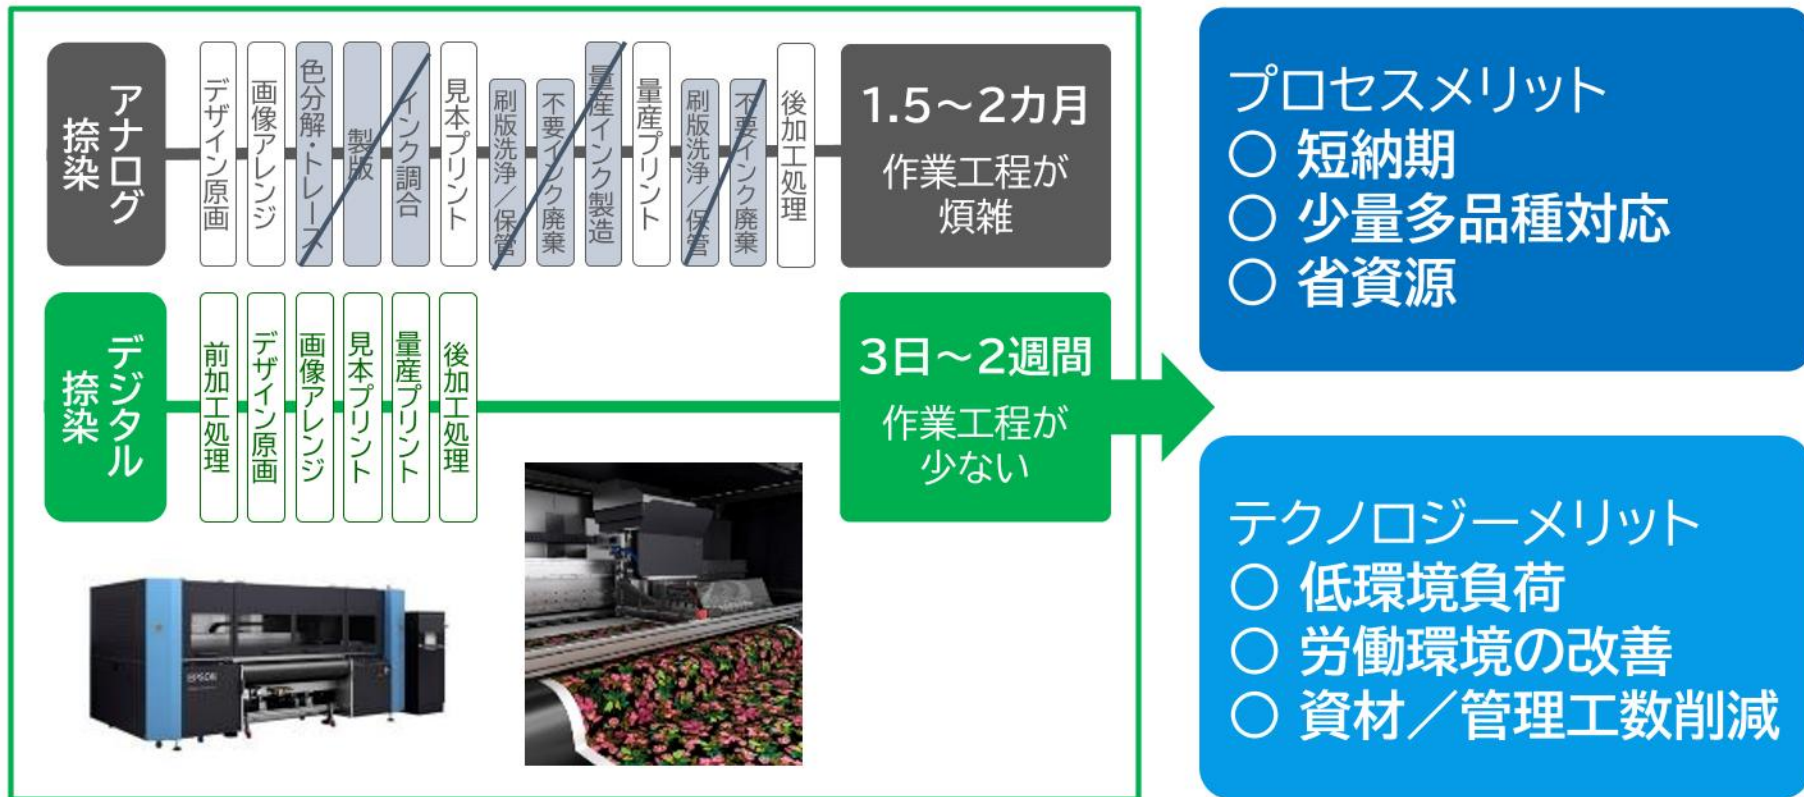 アナログ
捺染
デザイン原画
画像アレンジ
色分解・トレース
製版
インク調合
見本プリント
刷版洗浄／保管
不要インク廃棄
量産インク製造
量産プリント
刷版洗浄／保管
不要インク廃棄
後加工処理
1.5～2カ月
作業工程が
煩雑
デジタル
捺染
前加工処理
デザイン原画
画像アレンジ
見本プリント
量産プリント
後加工処理
3日～2週間
作業工程が
少ない
EPSON
プロセスメリット
○ 短納期
○ 少量多品種対応
○ 省資源
テクノロジーメリット
○ 低環境負荷
○ 労働環境の改善
○ 資材／管理工数削減